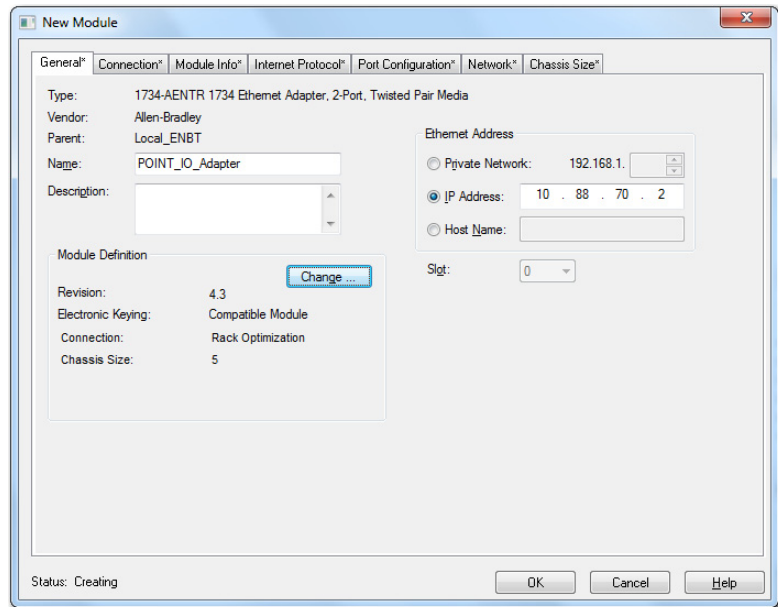 New Module
General* Connection* Module Info* Internet Protocol* Port Configuration* Network* Chassis Size*
Type: 1734-AENTR 1734 Ethernet Adapter, 2-Port, Twisted Pair Media
Vendor: Allen-Bradley
Parent: Local_ENBT
Name: POINT_IO_Adapter
Description:
Ethernet Address
Private Network: 192.168.1.
IP Address: 10 . 88 . 70 . 2
Host Name:
Slot: 0
Module Definition
Change ...
Revision: 4.3
Electronic Keying: Compatible Module
Connection: Rack Optimization
Chassis Size: 5
Status: Creating
OK Cancel Help